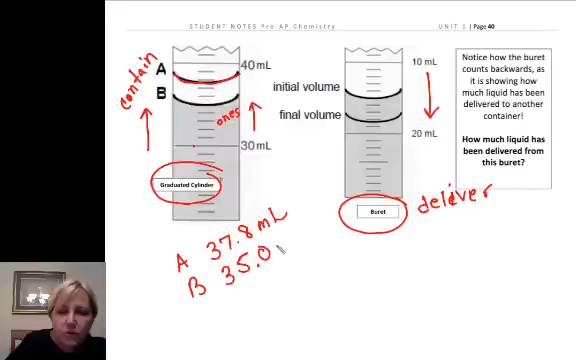 STUDENT NOTES Pre AP Chemistry
UNIT 1 | Page 40
contain
A
B
40 mL
ones
30 mL
Graduated Cylinder
A 37.8 mL
B 35.0
initial volume
final volume
10 mL
20 mL
Buret
deliver
Notice how the buret
counts backwards, as
it is showing how
much liquid has been
delivered to another
container!
How much liquid has
been delivered from
this buret?